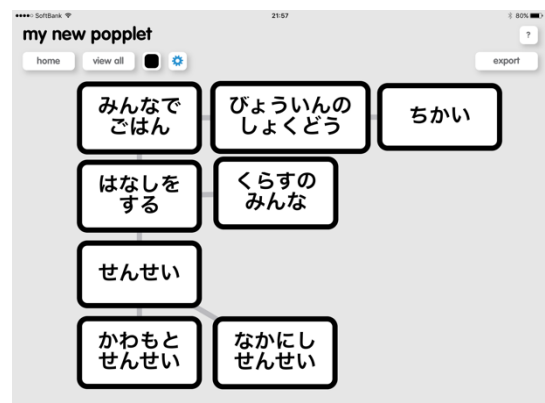 SoftBank 21:57 80%
my new popplet ?
home view all export
みんなで
ごはん
びょういんの
しょくどう
ちかい
はなしを
する
くらすの
みんな
せんせい
かわもと
せんせい
なかにし
せんせい